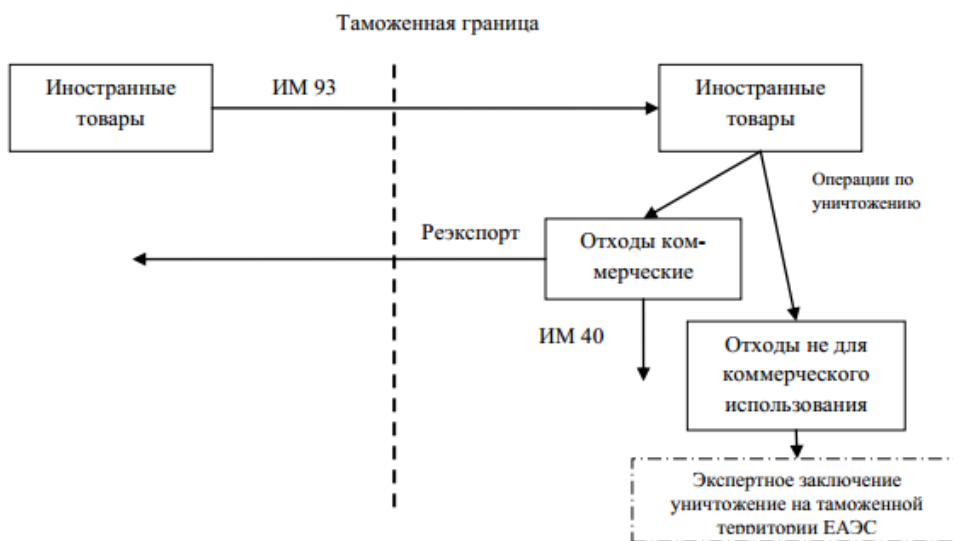 Таможенная граница
Иностранные
товары
ИМ 93
Иностранные
товары
Операции по
уничтожению
Реэкспорт
Отходы ком-
мерческие
ИМ 40
Отходы не для
коммерческого
использования
Экспертное заключение
уничтожение на таможенной
территории ЕАЭС